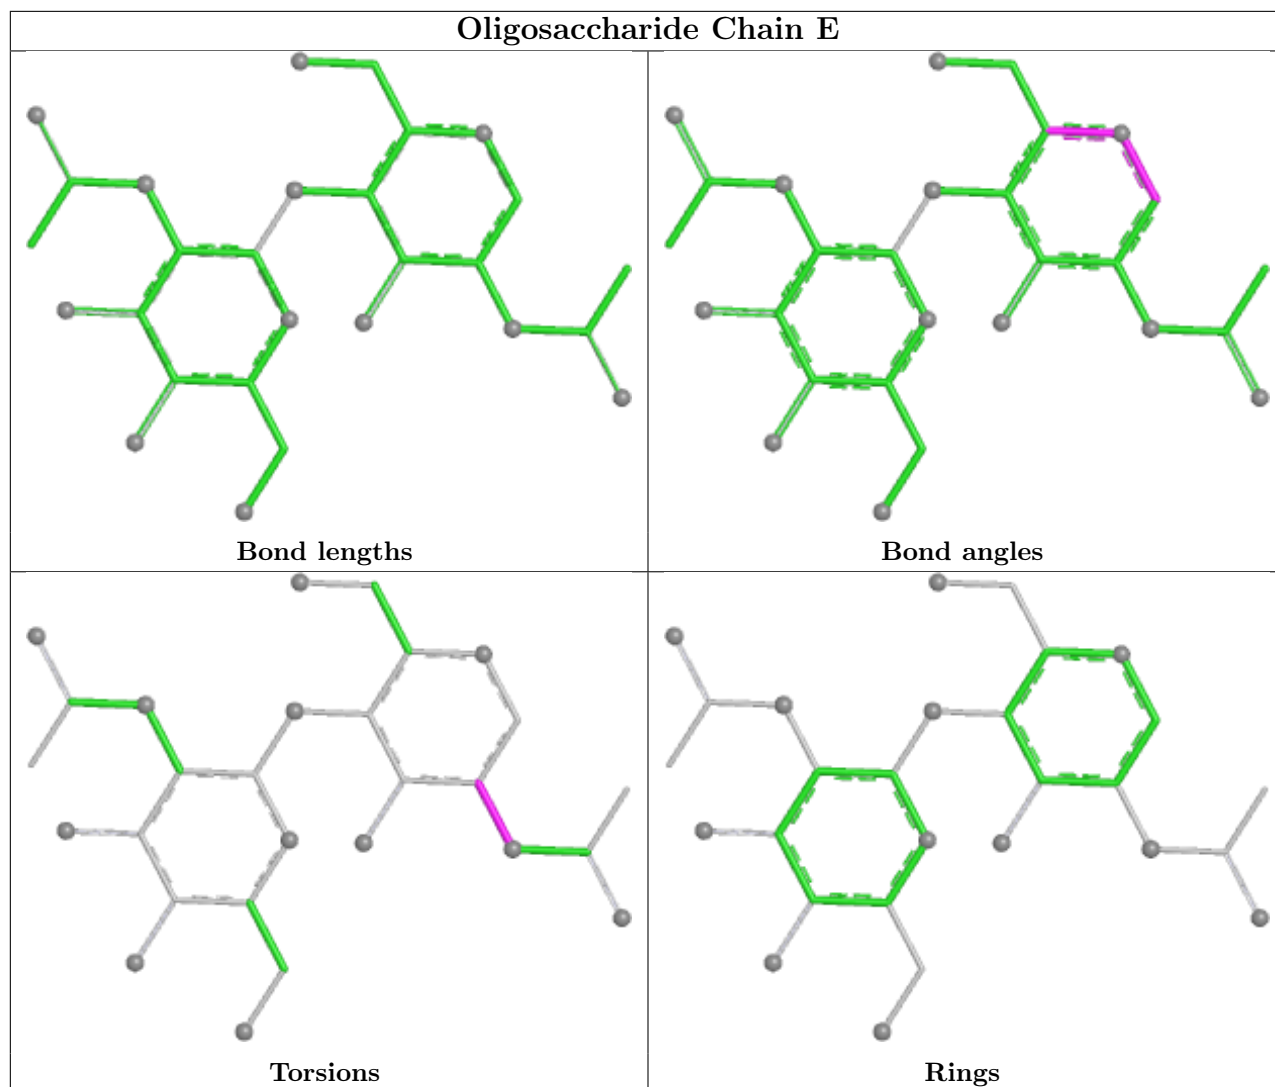 Oligosaccharide Chain E
Bond lengths
Bond angles
Torsions
Rings